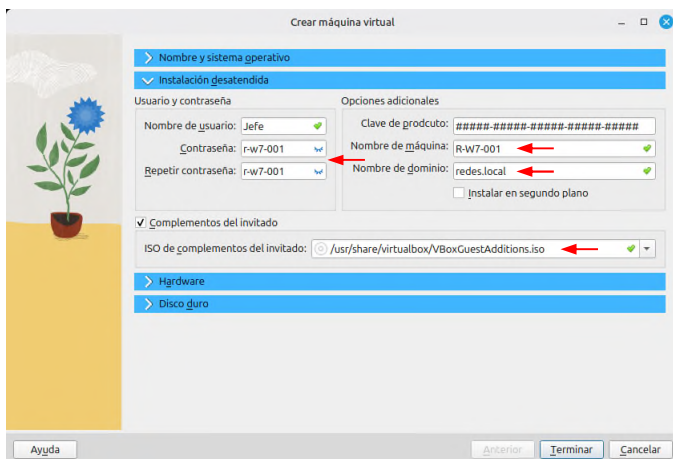 Crear máquina virtual
Nombre y sistema operativo
Instalación desatendida
Usuario y contraseña
Nombre de usuario: Jefe
Contraseña: r-w7-001
Repetir contraseña: r-w7-001
Opciones adicionales
Clave de prodcuto: #####-#####-#####-#####-#####
Nombre de máquina: R-W7-001
Nombre de dominio: redes.local
Instalar en segundo plano
Complementos del invitado
ISO de complementos del invitado: /usr/share/virtualbox/VBoxGuestAdditions.iso
Hardware
Disco duro
Ayuda Anterior Terminar Cancelar